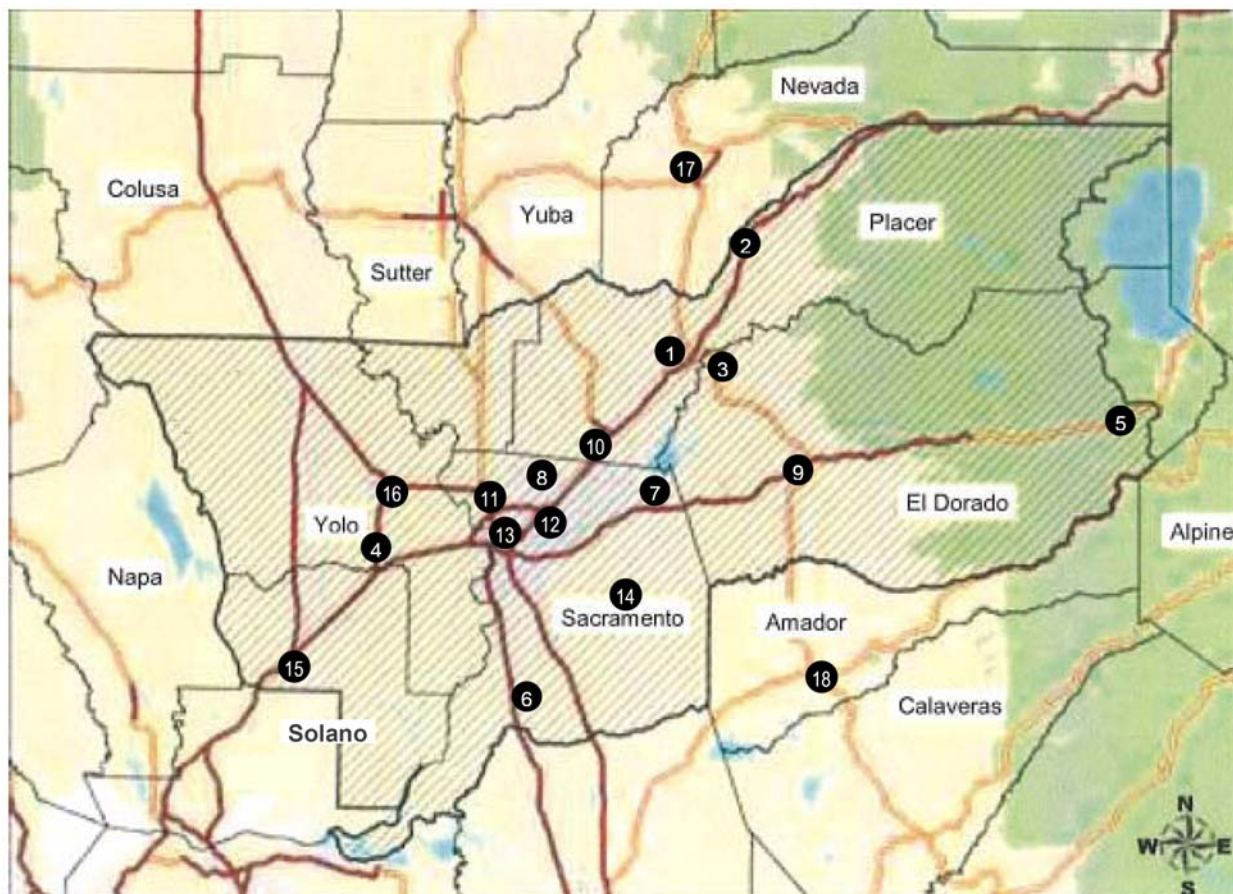 Nevada
17
Colusa
Yuba
Placer
2
Sutter
1
3
5
10
9
8
7
16
11
El Dorado
Yolo
12
13
4
Alpine
Napa
14
Sacramento
Amador
15
18
6
Calaveras
Solano
N
W E
S